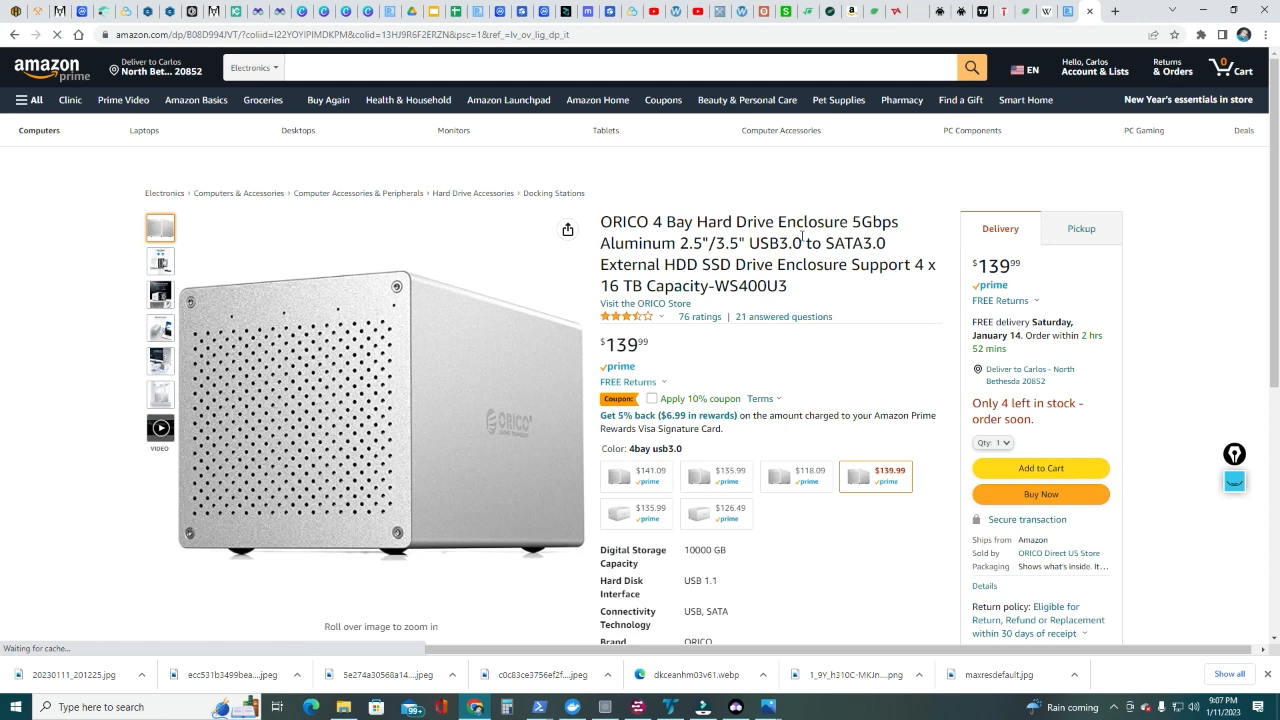 amazon.com/dp/B08D994JVT/?coliid=I22YOYIPIMDKPM&colid=13HJ9R6F2ERZN&psc=1&ref_=lv_ov_lig_dp_it
amazon prime
Deliver to Carlos
North Bet... 20852
Electronics
EN
Hello, Carlos
Account & Lists
Returns
& Orders
0
Cart
All
Clinic
Prime Video
Amazon Basics
Groceries
Buy Again
Health & Household
Amazon Launchpad
Amazon Home
Coupons
Beauty & Personal Care
Pet Supplies
Pharmacy
Find a Gift
Smart Home
New Year's essentials in store
Computers
Laptops
Desktops
Monitors
Tablets
Computer Accessories
PC Components
PC Gaming
Deals
Electronics › Computers & Accessories › Computer Accessories & Peripherals › Hard Drive Accessories › Docking Stations
ORICO
VIDEO
Roll over image to zoom in
ORICO 4 Bay Hard Drive Enclosure 5Gbps
Aluminum 2.5"/3.5" USB3.0 to SATA3.0
External HDD SSD Drive Enclosure Support 4 x
16 TB Capacity-WS400U3
Visit the ORICO Store
76 ratings | 21 answered questions
$139 99
prime
FREE Returns
Coupon: Apply 10% coupon Terms
Get 5% back ($6.99 in rewards) on the amount charged to your Amazon Prime
Rewards Visa Signature Card.
Color: 4bay usb3.0
$141.09
prime
$135.99
prime
$118.09
prime
$139.99
prime
$135.99
prime
$126.49
prime
Digital Storage 10000 GB
Capacity
Hard Disk USB 1.1
Interface
Connectivity USB, SATA
Technology
Brand ORICO
Delivery
Pickup
$139 99
prime
FREE Returns
FREE delivery Saturday,
January 14. Order within 2 hrs
52 mins
Deliver to Carlos - North
Bethesda 20852
Only 4 left in stock -
order soon.
Qty: 1
Add to Cart
Buy Now
Secure transaction
Ships from Amazon
Sold by ORICO Direct US Store
Packaging Shows what's inside. It...
Details
Return policy: Eligible for
Return, Refund or Replacement
within 30 days of receipt
Waiting for cache...
20230111_201225.jpg
ecc531b3499bea....jpeg
5e274a30568a14....jpeg
c0c83ce3756ef2f....jpeg
dkceanhm03v61.webp
1_9Y_h310C-MKJn....png
maxresdefault.jpg
Show all
Type here to search
99+
Raining coming
9:07 PM
1/11/2023